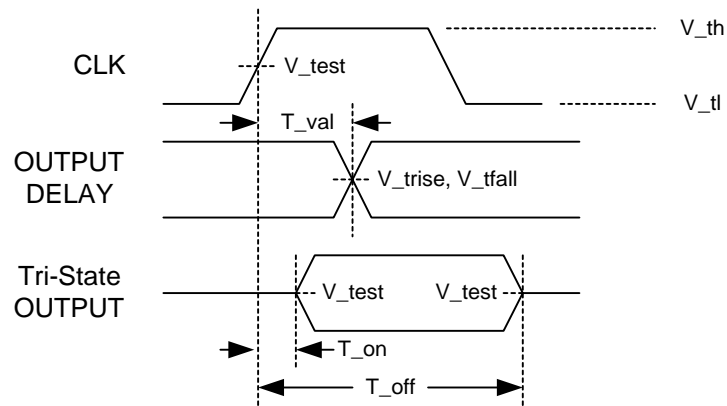 V_th
CLK
V_test
V_tl
T_val
OUTPUT
DELAY
V_trise, V_tfall
Tri-State
OUTPUT
V_test
V_test
T_on
T_off